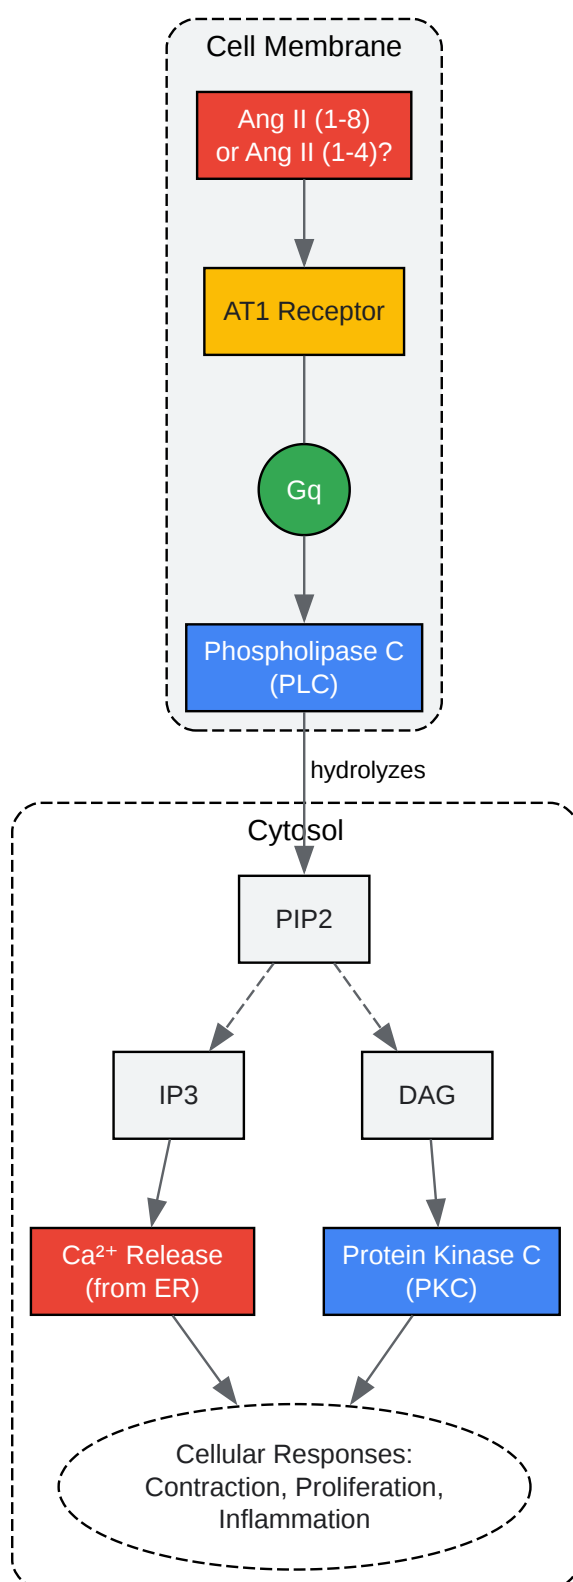 Cell Membrane
Ang II (1-8)
or Ang II (1-4)?
AT1 Receptor
Gq
Phospholipase C
(PLC)
hydrolyzes
Cytosol
PIP2
IP3
DAG
Ca²⁺ Release
(from ER)
Protein Kinase C
(PKC)
Cellular Responses:
Contraction, Proliferation,
Inflammation